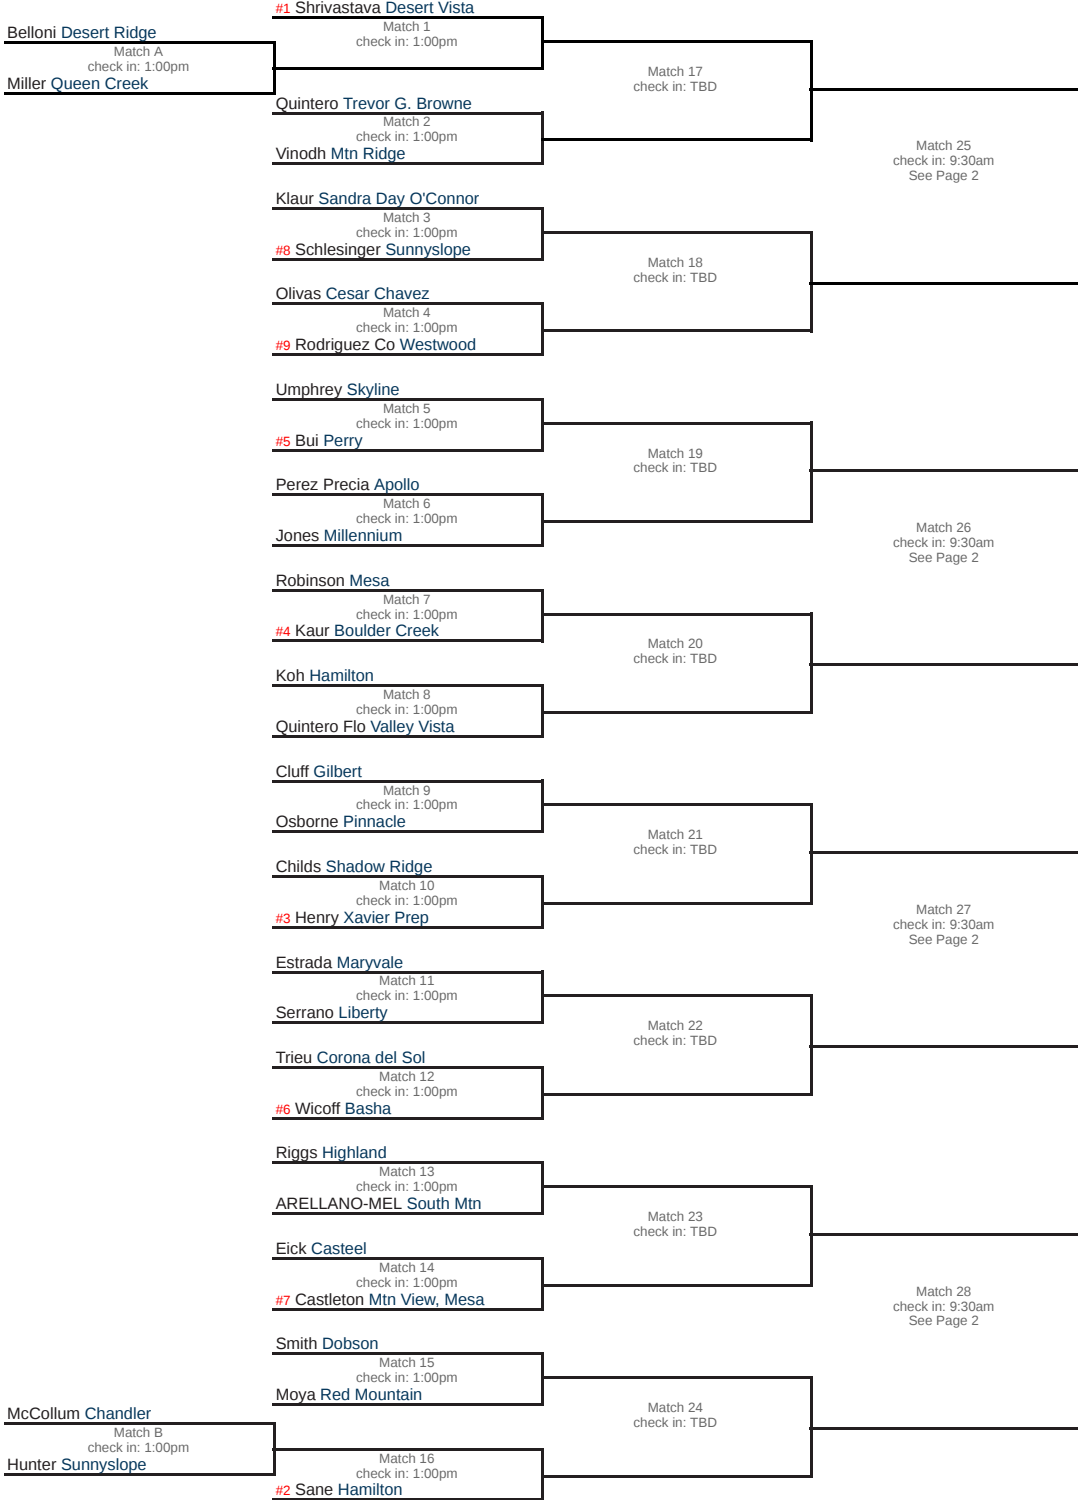 #1 Shrivastava Desert Vista
Match 1
check in: 1:00pm
Belloni Desert Ridge
Match A
check in: 1:00pm
Miller Queen Creek
Match 17
check in: TBD
Quintero Trevor G. Browne
Match 2
check in: 1:00pm
Vinodh Mtn Ridge
Match 25
check in: 9:30am
See Page 2
Klaur Sandra Day O'Connor
Match 3
check in: 1:00pm
#8 Schlesinger Sunnyslope
Match 18
check in: TBD
Olivas Cesar Chavez
Match 4
check in: 1:00pm
#9 Rodriguez Co Westwood
Umphrey Skyline
Match 5
check in: 1:00pm
#5 Bui Perry
Match 19
check in: TBD
Perez Precia Apollo
Match 6
check in: 1:00pm
Jones Millennium
Match 26
check in: 9:30am
See Page 2
Robinson Mesa
Match 7
check in: 1:00pm
#4 Kaur Boulder Creek
Match 20
check in: TBD
Koh Hamilton
Match 8
check in: 1:00pm
Quintero Flo Valley Vista
Cluff Gilbert
Match 9
check in: 1:00pm
Osborne Pinnacle
Match 21
check in: TBD
Childs Shadow Ridge
Match 10
check in: 1:00pm
#3 Henry Xavier Prep
Match 27
check in: 9:30am
See Page 2
Estrada Maryvale
Match 11
check in: 1:00pm
Serrano Liberty
Match 22
check in: TBD
Trieu Corona del Sol
Match 12
check in: 1:00pm
#6 Wicoff Basha
Riggs Highland
Match 13
check in: 1:00pm
ARELLANO-MEL South Mtn
Match 23
check in: TBD
Eick Casteel
Match 14
check in: 1:00pm
#7 Castleton Mtn View, Mesa
Match 28
check in: 9:30am
See Page 2
Smith Dobson
Match 15
check in: 1:00pm
Moya Red Mountain
Match 24
check in: TBD
McCollum Chandler
Match B
check in: 1:00pm
Hunter Sunnyslope
Match 16
check in: 1:00pm
#2 Sane Hamilton